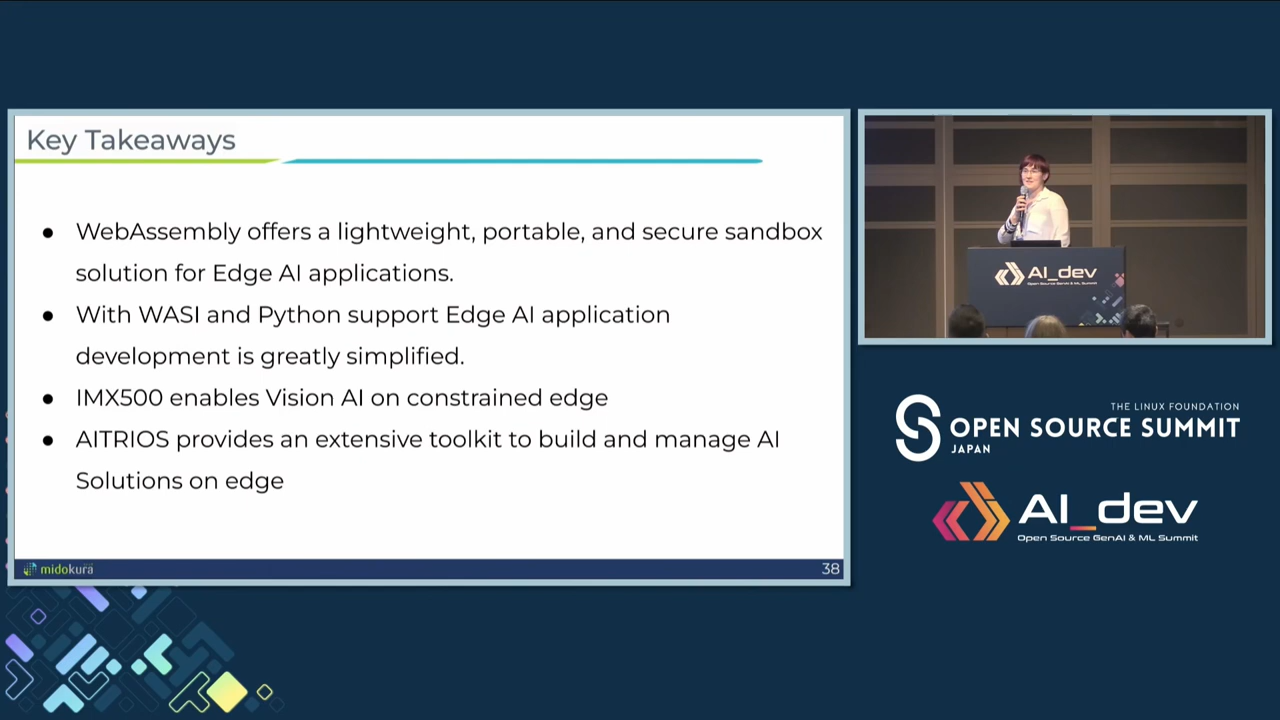 Key Takeaways
● WebAssembly offers a lightweight, portable, and secure sandbox
solution for Edge AI applications.
● With WASI and Python support Edge AI application
development is greatly simplified.
● IMX500 enables Vision AI on constrained edge
● AITRIOS provides an extensive toolkit to build and manage AI
Solutions on edge
midokura
38
AI_dev
Open Source GenAI & ML Summit
THE LINUX FOUNDATION
OPEN SOURCE SUMMIT
JAPAN
AI_dev
Open Source GenAI & ML Summit